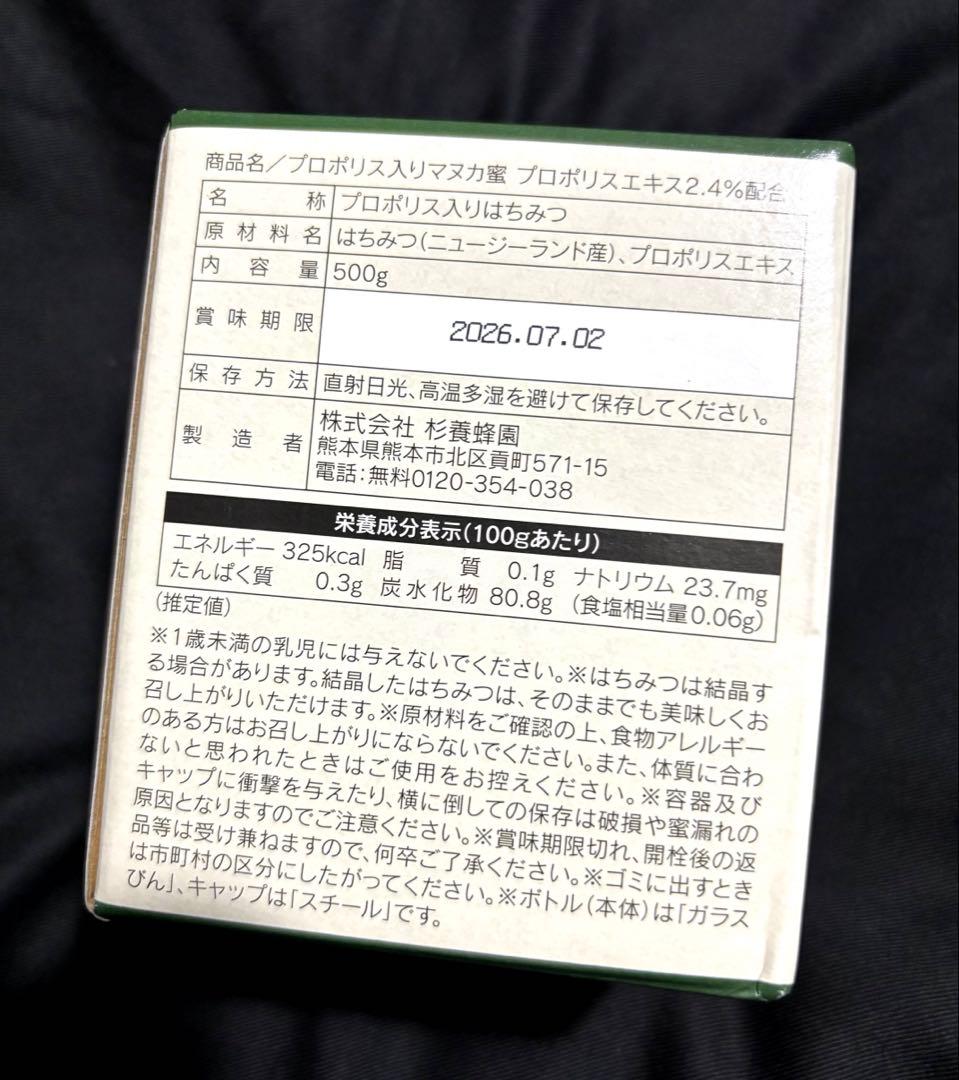 商品名／プロポリス入りマヌカ蜜 プロポリスエキス2.4%配合
名称 プロポリス入りはちみつ
原材料名 はちみつ(ニュージーランド産)、プロポリスエキス
内容量 500g
賞味期限 2026.07.02
保存方法 直射日光、高温多湿を避けて保存してください。
製造者 株式会社 杉養蜂園
熊本県熊本市北区貢町571-15
電話：無料0120-354-038
栄養成分表示(100gあたり)
エネルギー 325kcal 脂質 0.1g ナトリウム 23.7mg
たんぱく質 0.3g 炭水化物 80.8g (食塩相当量0.06g)
(推定値)
※1歳未満の乳児には与えないでください。※はちみつは結晶す
る場合があります。結晶したはちみつは、そのままでも美味しくお
召し上がりいただけます。※原材料をご確認の上、食物アレルギー
のある方はお召し上がりにならないでください。また、体質に合わ
ないと思われたときはご使用をお控えください。※容器及び
キャップに衝撃を与えたり、横に倒しての保存は破損や蜜漏れの
原因となりますのでご注意ください。※賞味期限切れ、開栓後の返
品等は受け兼ねますので、何卒ご了承ください。※ゴミに出すとき
は市町村の区分にしたがってください。※ボトル(本体)は「ガラス
びん」、キャップは「スチール」です。